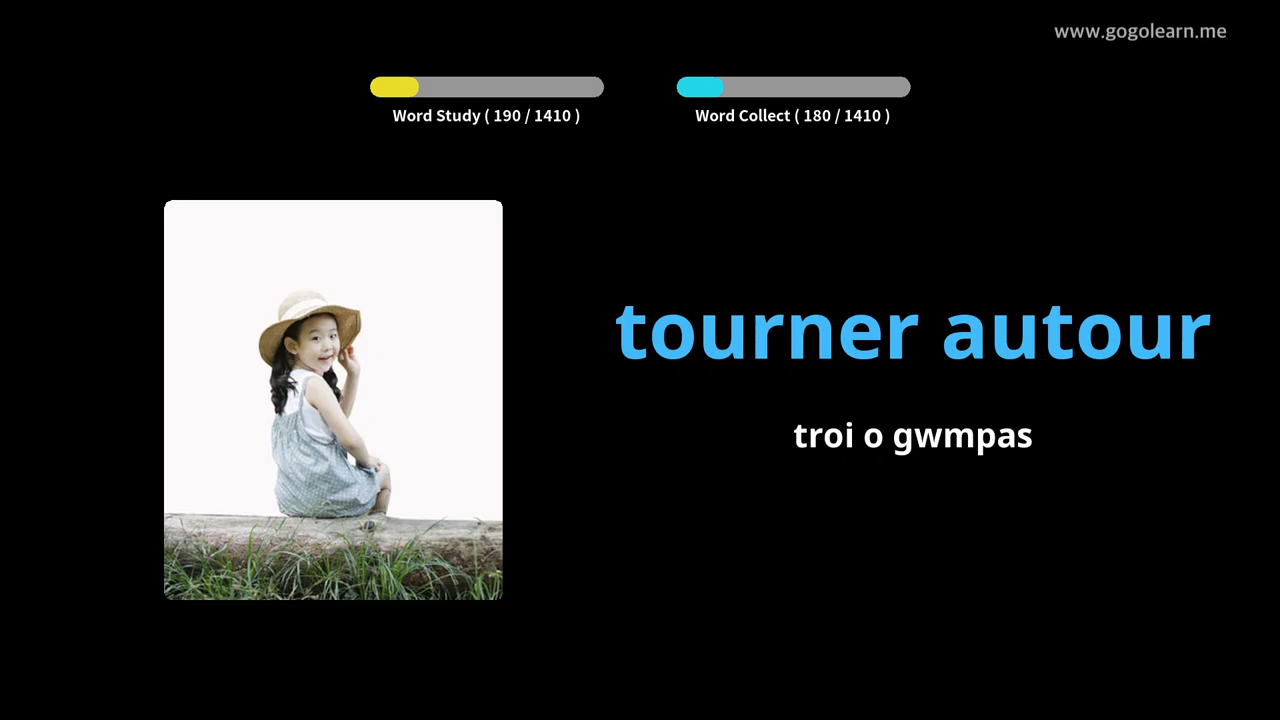 www.gogolearn.me
Word Study ( 190 / 1410 )
Word Collect ( 180 / 1410 )
tourner autour
troi o gwmpas